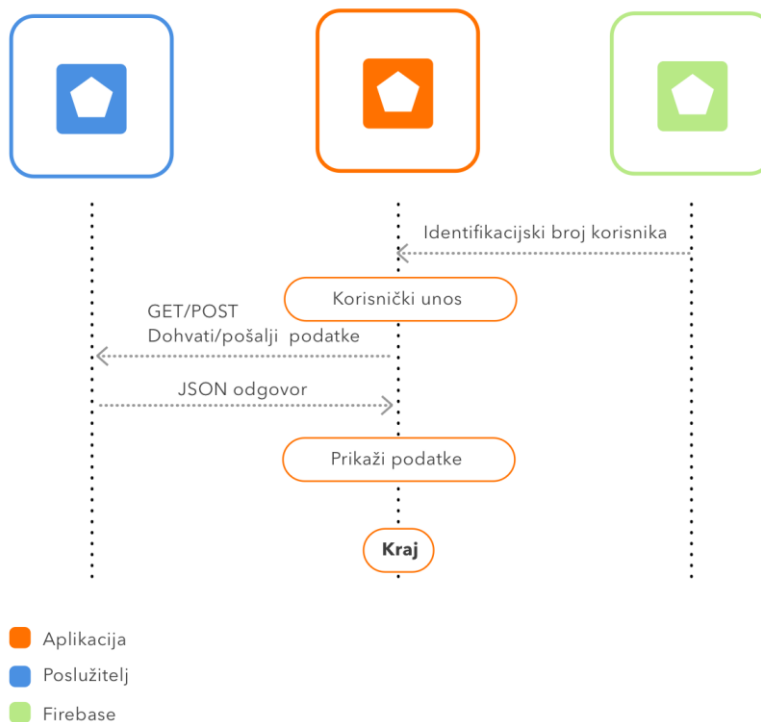 Identifikacijski broj korisnika
Korisnički unos
GET/POST
Dohvati/pošalji podatke
JSON odgovor
Prikaži podatke
Kraj
Aplikacija
Poslužitelj
Firebase